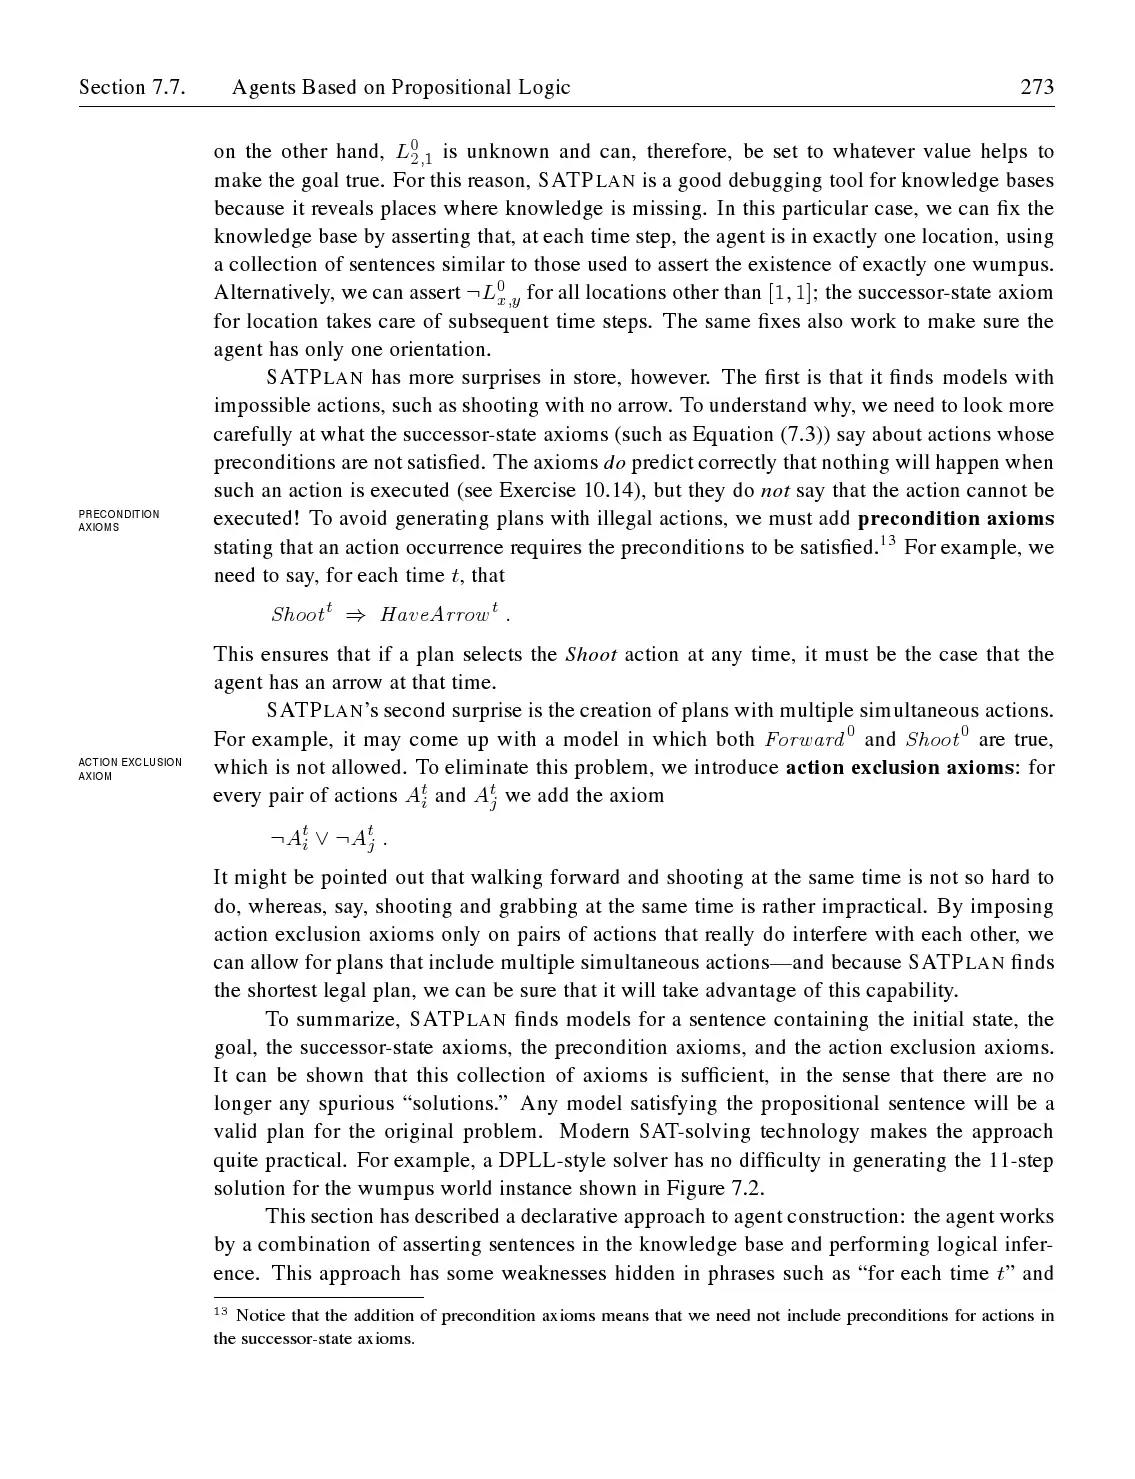 Section 7.7. Agents Based on Propositional Logic 273
on the other hand, L⁰₂,₁ is unknown and can, therefore, be set to whatever value helps to
make the goal true. For this reason, SATPLAN is a good debugging tool for knowledge bases
because it reveals places where knowledge is missing. In this particular case, we can fix the
knowledge base by asserting that, at each time step, the agent is in exactly one location, using
a collection of sentences similar to those used to assert the existence of exactly one wumpus.
Alternatively, we can assert ¬L⁰ₓ,ᵧ for all locations other than [1, 1]; the successor-state axiom
for location takes care of subsequent time steps. The same fixes also work to make sure the
agent has only one orientation.
SATPLAN has more surprises in store, however. The first is that it finds models with
impossible actions, such as shooting with no arrow. To understand why, we need to look more
carefully at what the successor-state axioms (such as Equation (7.3)) say about actions whose
preconditions are not satisfied. The axioms do predict correctly that nothing will happen when
such an action is executed (see Exercise 10.14), but they do not say that the action cannot be
PRECONDITION
AXIOMS
executed! To avoid generating plans with illegal actions, we must add precondition axioms
stating that an action occurrence requires the preconditions to be satisfied.¹³ For example, we
need to say, for each time t, that
Shootᵗ ⇒ HaveArrowᵗ .
This ensures that if a plan selects the Shoot action at any time, it must be the case that the
agent has an arrow at that time.
SATPLAN's second surprise is the creation of plans with multiple simultaneous actions.
For example, it may come up with a model in which both Forward⁰ and Shoot⁰ are true,
ACTION EXCLUSION
AXIOM
which is not allowed. To eliminate this problem, we introduce action exclusion axioms: for
every pair of actions Aᵢᵗ and Aⱼᵗ we add the axiom
¬Aᵢᵗ ∨ ¬Aⱼᵗ .
It might be pointed out that walking forward and shooting at the same time is not so hard to
do, whereas, say, shooting and grabbing at the same time is rather impractical. By imposing
action exclusion axioms only on pairs of actions that really do interfere with each other, we
can allow for plans that include multiple simultaneous actions—and because SATPLAN finds
the shortest legal plan, we can be sure that it will take advantage of this capability.
To summarize, SATPLAN finds models for a sentence containing the initial state, the
goal, the successor-state axioms, the precondition axioms, and the action exclusion axioms.
It can be shown that this collection of axioms is sufficient, in the sense that there are no
longer any spurious “solutions.” Any model satisfying the propositional sentence will be a
valid plan for the original problem. Modern SAT-solving technology makes the approach
quite practical. For example, a DPLL-style solver has no difficulty in generating the 11-step
solution for the wumpus world instance shown in Figure 7.2.
This section has described a declarative approach to agent construction: the agent works
by a combination of asserting sentences in the knowledge base and performing logical infer-
ence. This approach has some weaknesses hidden in phrases such as “for each time t” and
¹³ Notice that the addition of precondition axioms means that we need not include preconditions for actions in
the successor-state axioms.